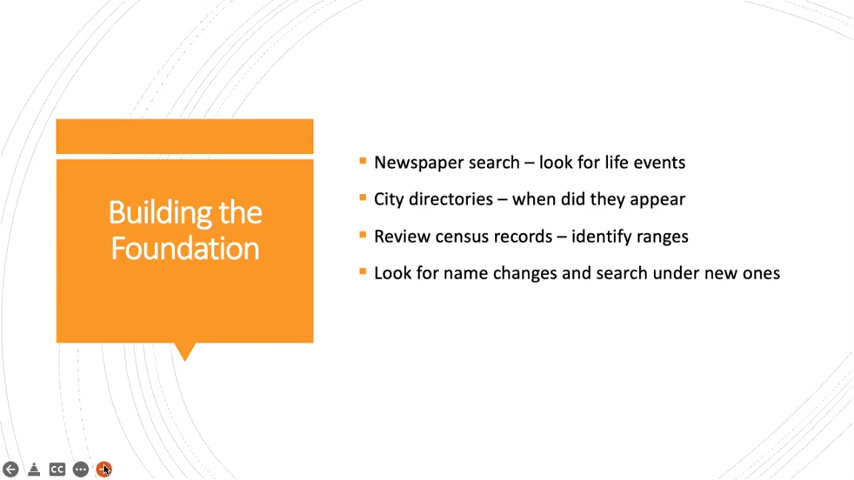 Building the
Foundation
Newspaper search – look for life events
City directories – when did they appear
Review census records – identify ranges
Look for name changes and search under new ones
CC